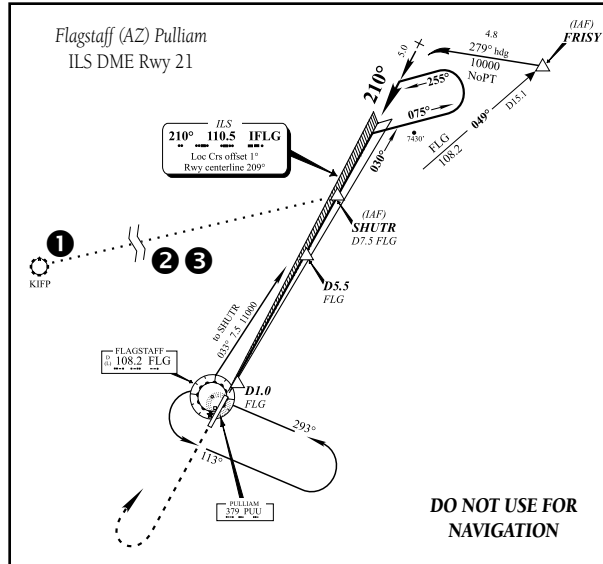 Flagstaff (AZ) Pulliam
ILS DME Rwy 21
(IAF)
FRISY
4.8
279° hdg
10000
NoPT
5.0
D15.1
049°
FLG
108.2
210°
255°
075°
030°
7430'
ILS
210° 110.5 IFLG
Loc Crs offset 1°
Rwy centerline 209°
(IAF)
SHUTR
D7.5 FLG
1
2 3
KIFP
D5.5
FLG
to SHUTR
033° 7.5 11000
FLAGSTAFF
D
(L) 108.2 FLG
D1.0
FLG
293°
113°
PULLIAM
379 PUU
DO NOT USE FOR
NAVIGATION